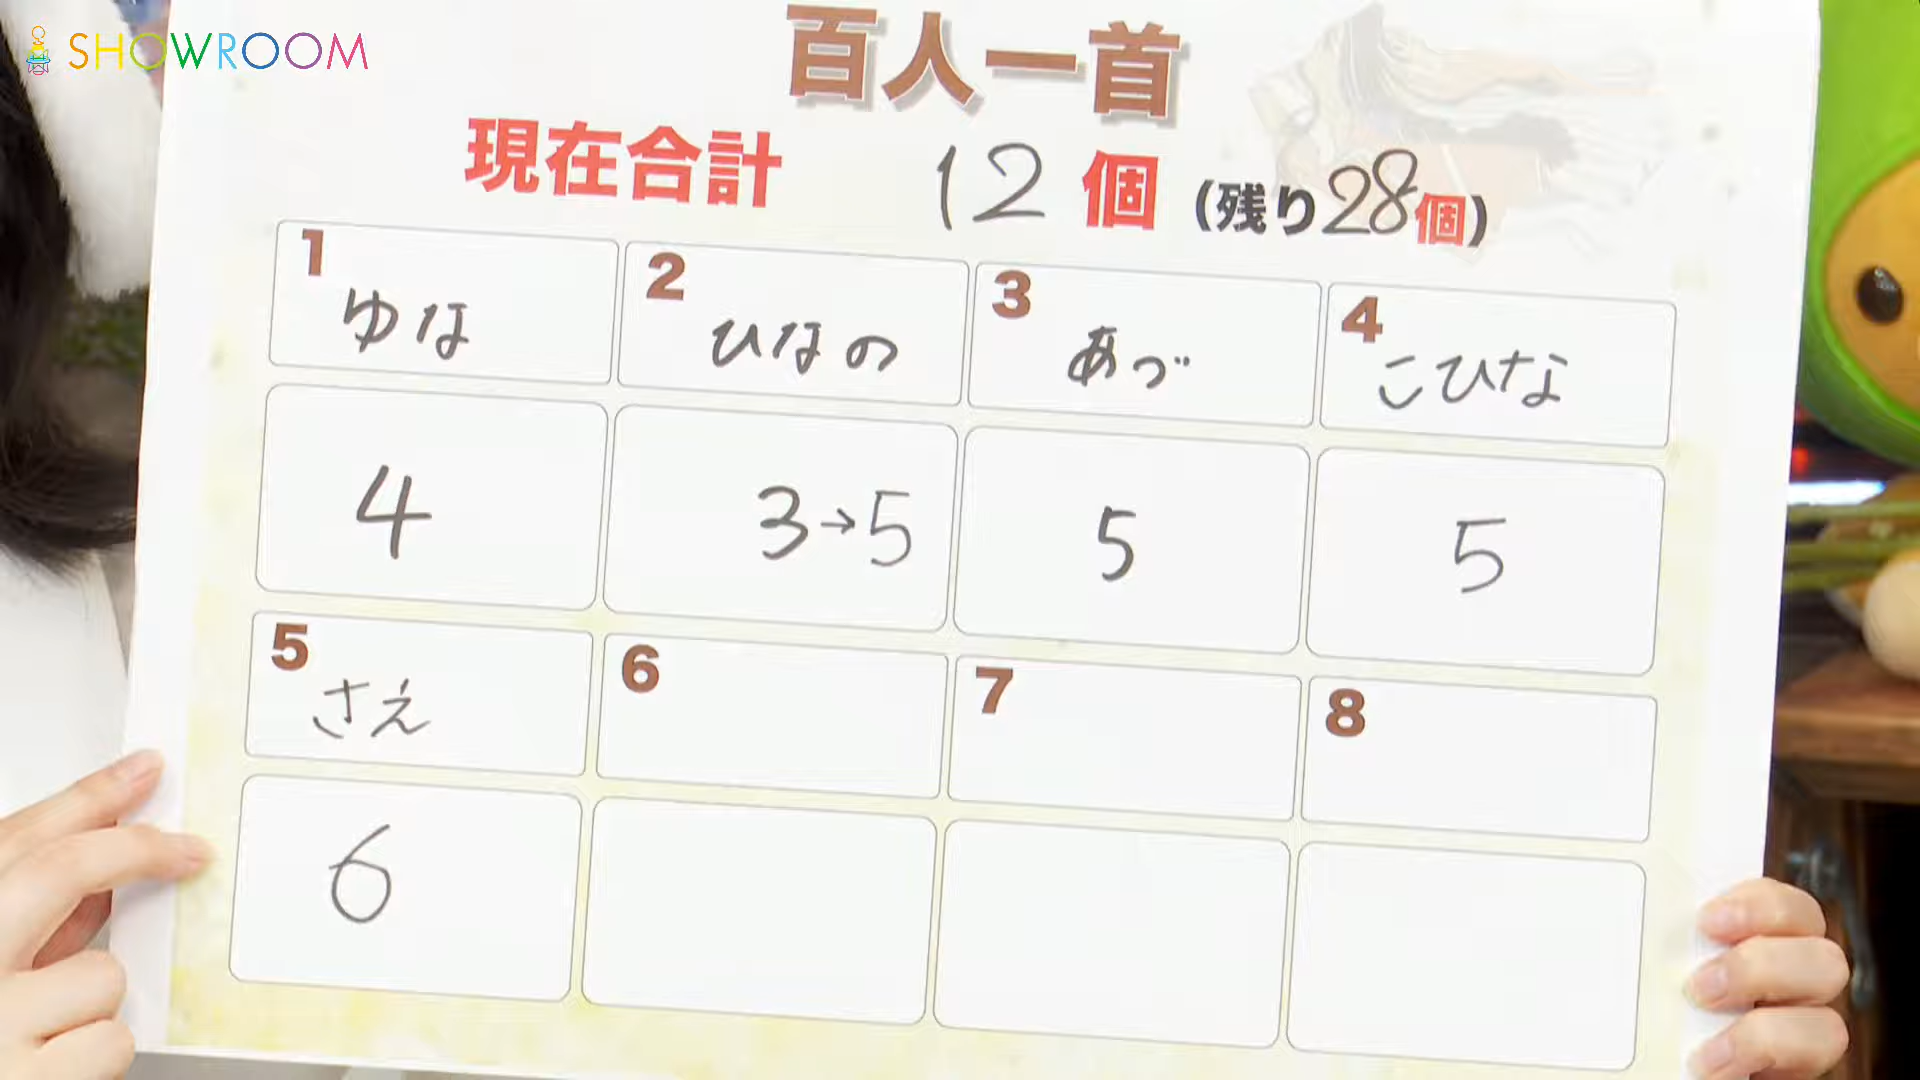 SHOWROOM
百人一首
現在合計 12個 (残り28個)
1 ゆな
2 ひなの
3 あづ
4 こひな
4
3→5
5
5
5 さえ
6
7
8
6